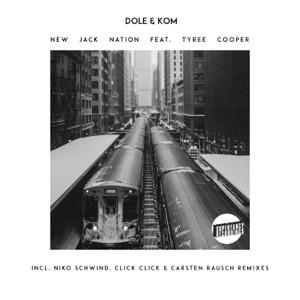 DOLE & KOM
NEW JACK NATION FEAT. TYREE COOPER
INCL. NIKO SCHWIND, CLICK CLICK & CARSTEN RAUSCH REMIXES